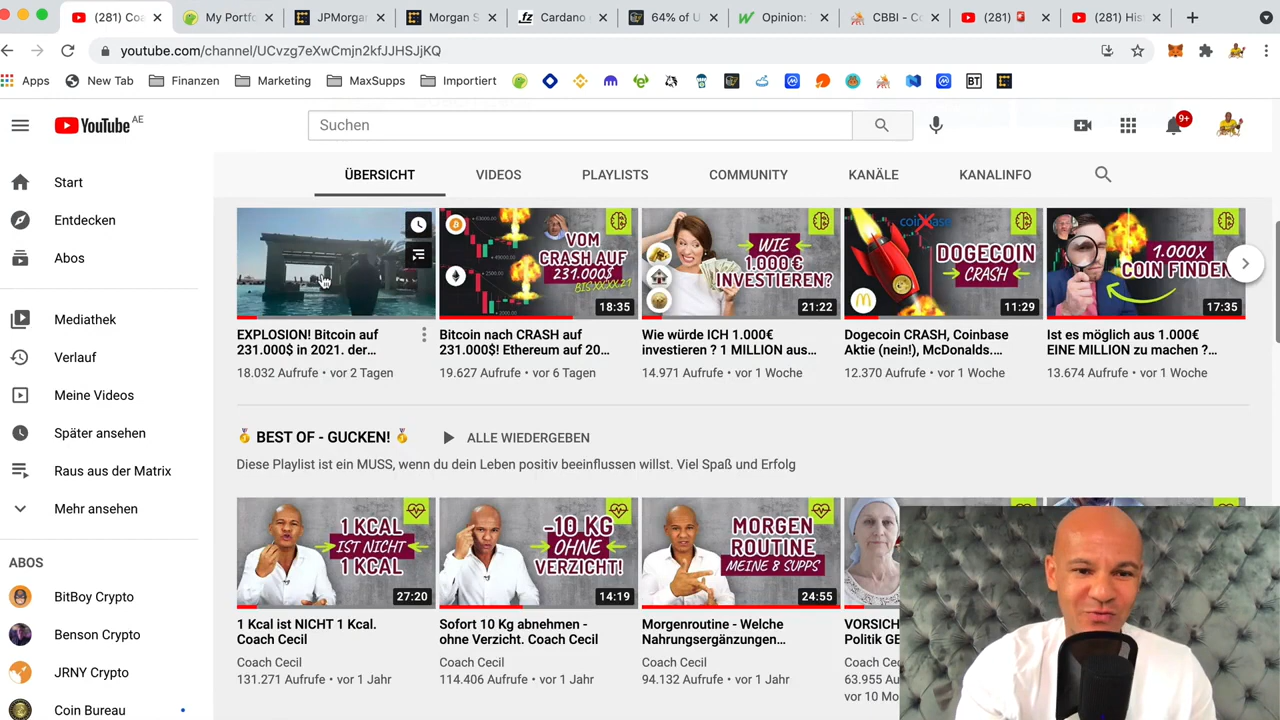 (281) Coa
My Portfo
JPMorgan
Morgan S
Cardano
64% of U
Opinion:
CBBI - C
(281)
(281) His
youtube.com/channel/UCvzg7eXwCmjn2kfJJHSJjKQ
Apps
New Tab
Finanzen
Marketing
MaxSupps
Importiert
BT
YouTube AE
Suchen
9+
Start
Entdecken
Abos
Mediathek
Verlauf
Meine Videos
Später ansehen
Raus aus der Matrix
Mehr ansehen
ABOS
BitBoy Crypto
Benson Crypto
JRNY Crypto
Coin Bureau
ÜBERSICHT
VIDEOS
PLAYLISTS
COMMUNITY
KANÄLE
KANALINFO
VOM
CRASH AUF
231.000$
BIS XX.XX.21
18:35
WIE
1.000 €
INVESTIEREN?
21:22
coinbase
DOGECOIN
CRASH
11:29
1.000X
COIN FINDEN
17:35
EXPLOSION! Bitcoin auf
231.000$ in 2021. der...
18.032 Aufrufe • vor 2 Tagen
Bitcoin nach CRASH auf
231.000$! Ethereum auf 20...
19.627 Aufrufe • vor 6 Tagen
Wie würde ICH 1.000€
investieren ? 1 MILLION aus...
14.971 Aufrufe • vor 1 Woche
Dogecoin CRASH, Coinbase
Aktie (nein!), McDonalds....
12.370 Aufrufe • vor 1 Woche
Ist es möglich aus 1.000€
EINE MILLION zu machen ?...
13.674 Aufrufe • vor 1 Woche
🥇 BEST OF - GUCKEN! 🥇
ALLE WIEDERGEBEN
Diese Playlist ist ein MUSS, wenn du dein Leben positiv beeinflussen willst. Viel Spaß und Erfolg
1 KCAL
IST NICHT
1 KCAL
27:20
-10 KG
OHNE
VERZICHT!
14:19
MORGEN
ROUTINE
MEINE 8 SUPPS
24:55
1 Kcal ist NICHT 1 Kcal.
Coach Cecil
Coach Cecil
131.271 Aufrufe • vor 1 Jahr
Sofort 10 Kg abnehmen -
ohne Verzicht. Coach Cecil
Coach Cecil
114.406 Aufrufe • vor 1 Jahr
Morgenroutine - Welche
Nahrungsergänzungen...
Coach Cecil
94.132 Aufrufe • vor 1 Jahr
VORSICH
Politik GE
Coach Ce
63.955 Au
vor 10 Mo